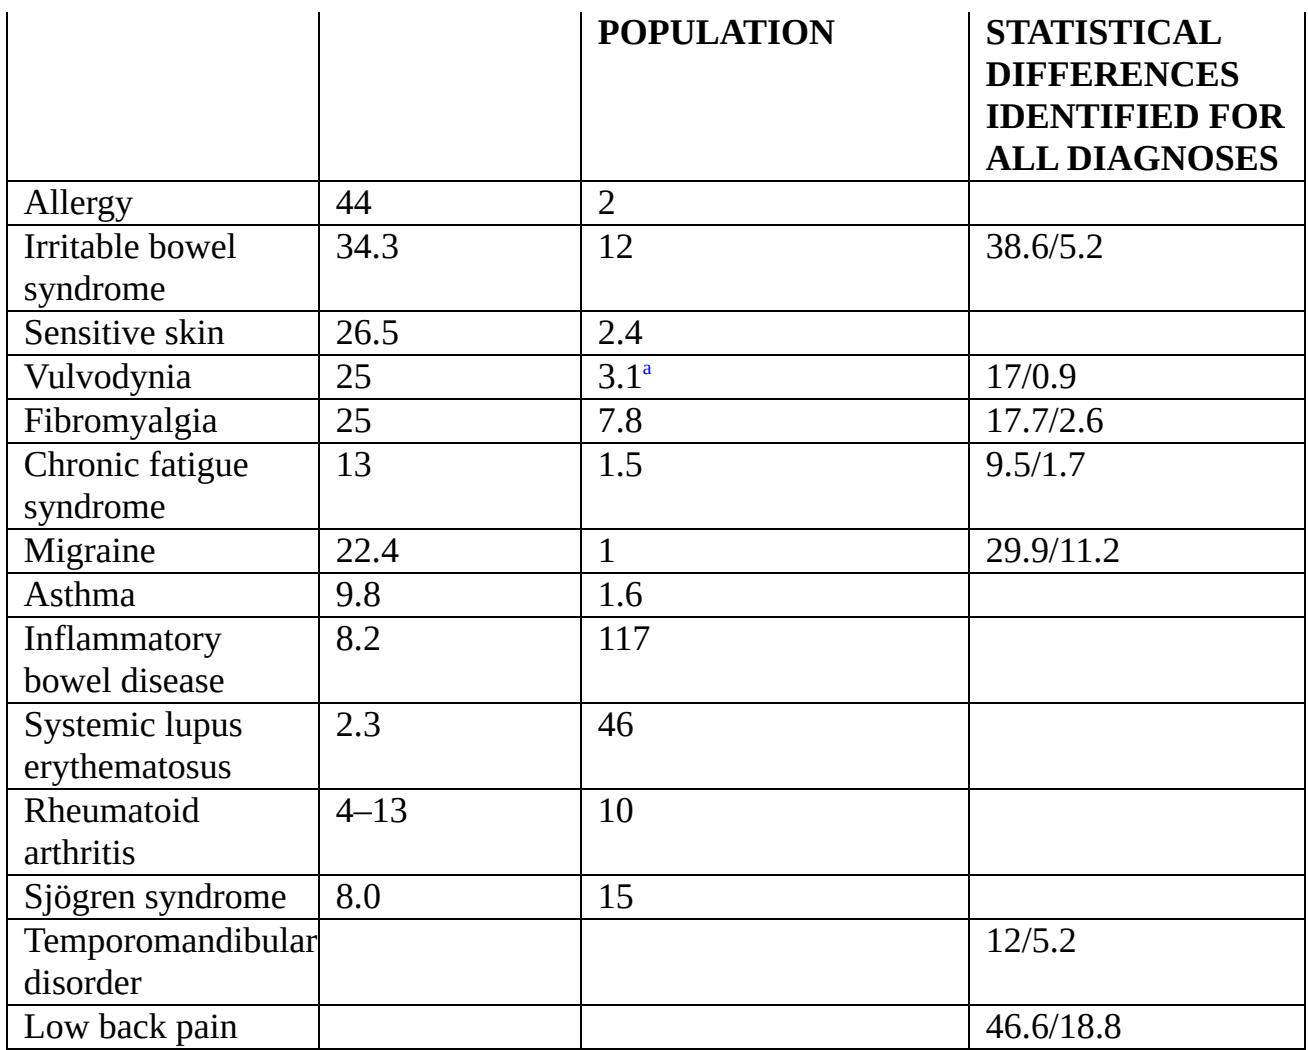 POPULATION
STATISTICAL
DIFFERENCES
IDENTIFIED FOR
ALL DIAGNOSES
Allergy 44 2
Irritable bowel 34.3 12 38.6/5.2
syndrome
Sensitive skin 26.5 2.4
Vulvodynia 25 3.1a 17/0.9
Fibromyalgia 25 7.8 17.7/2.6
Chronic fatigue 13 1.5 9.5/1.7
syndrome
Migraine 22.4 1 29.9/11.2
Asthma 9.8 1.6
Inflammatory 8.2 117
bowel disease
Systemic lupus 2.3 46
erythematosus
Rheumatoid 4–13 10
arthritis
Sjögren syndrome 8.0 15
Temporomandibular 12/5.2
disorder
Low back pain 46.6/18.8